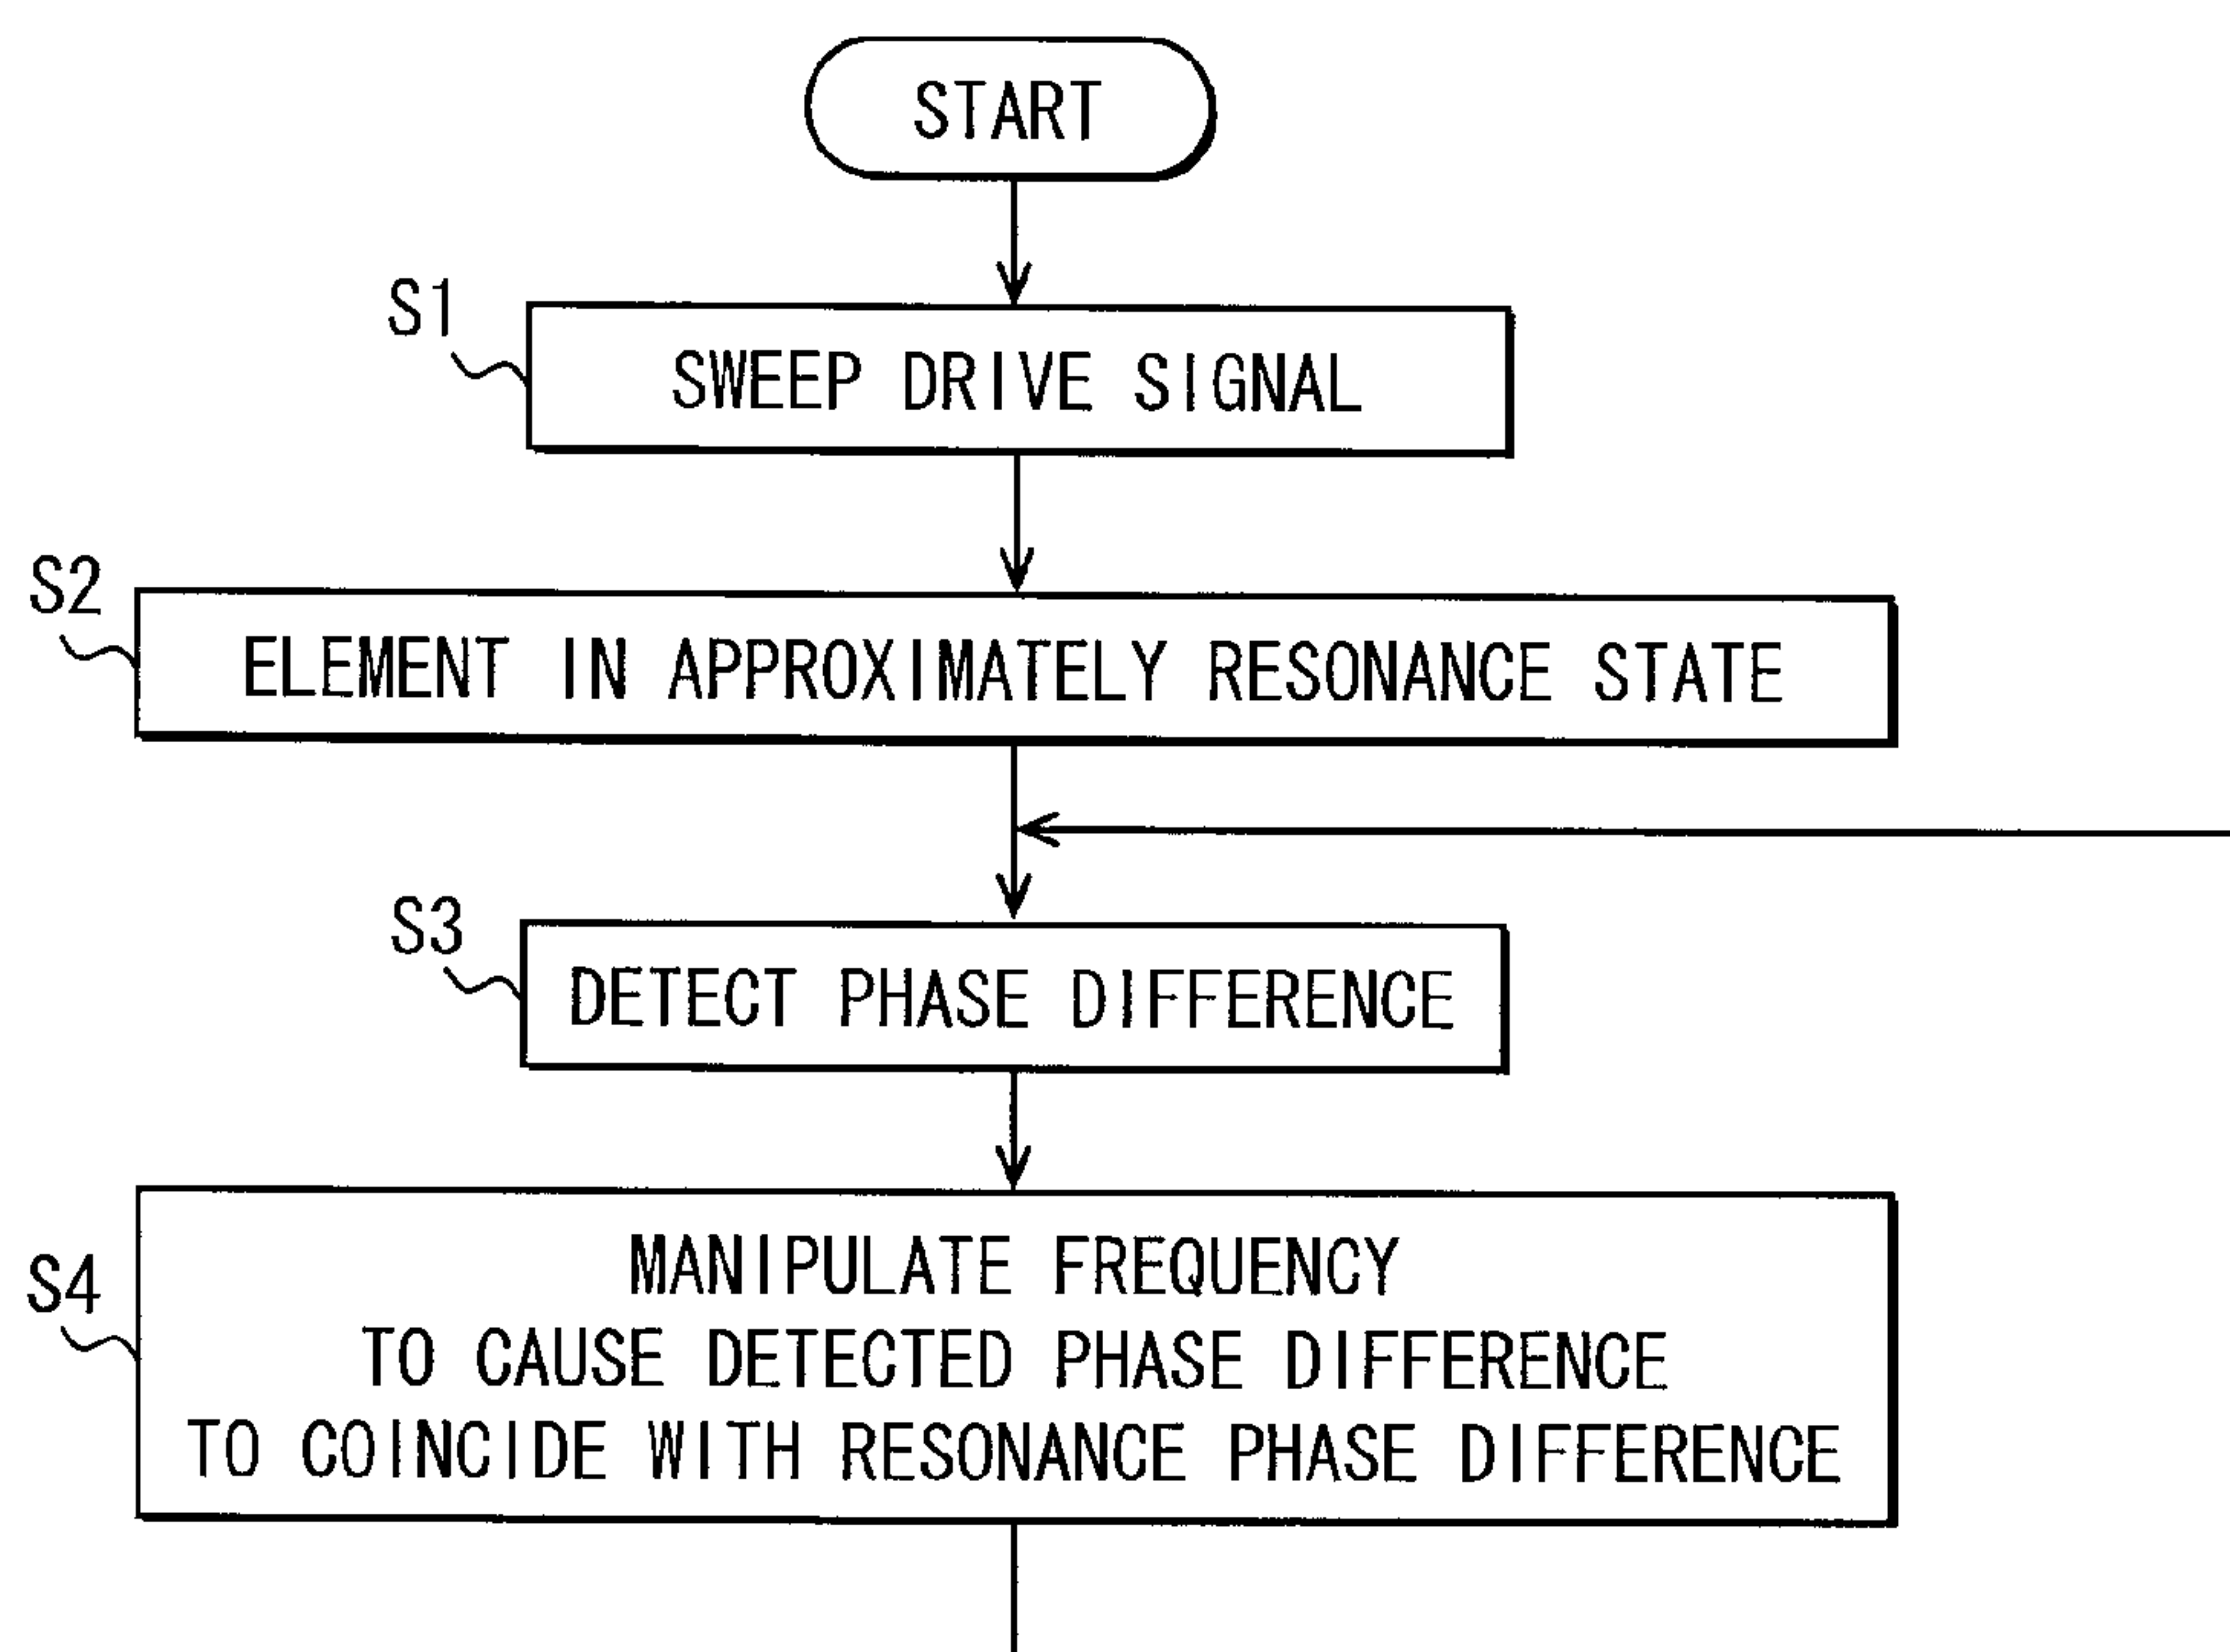 START
S1
SWEEP DRIVE SIGNAL
S2
ELEMENT IN APPROXIMATELY RESONANCE STATE
S3
DETECT PHASE DIFFERENCE
S4
MANIPULATE FREQUENCY
TO CAUSE DETECTED PHASE DIFFERENCE
TO COINCIDE WITH RESONANCE PHASE DIFFERENCE